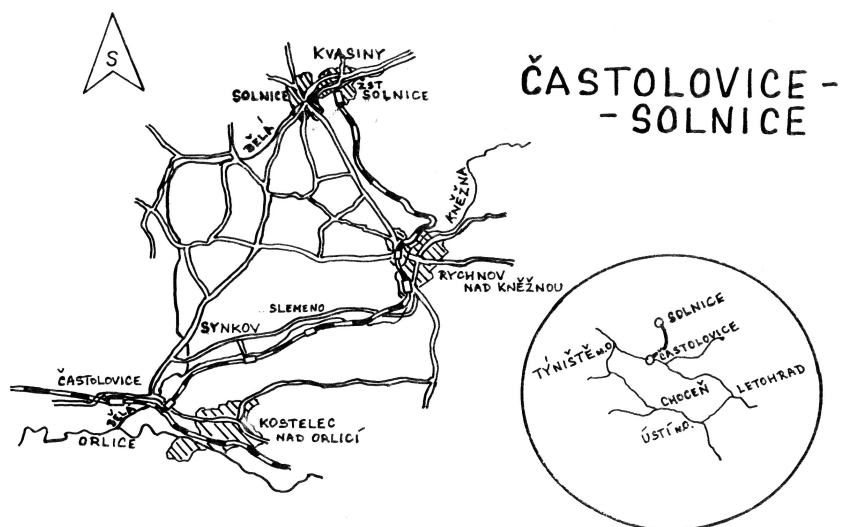 S
ČASTOLOVICE -
- SOLNICE
KVASINY
SOLNICE
ŽST
SOLNICE
BĚLÁ
KNĚŽNA
RYCHNOV
NAD KNĚŽNOU
SLEMENO
SYNKOV
ČASTOLOVICE
BĚLÁ
ORLICE
KOSTELEC
NAD ORLICÍ
SOLNICE
ČASTOLOVICE
TÝNIŠTĚ N.O.
CHOCEŇ
LETOHRAD
ÚSTÍ N.O.